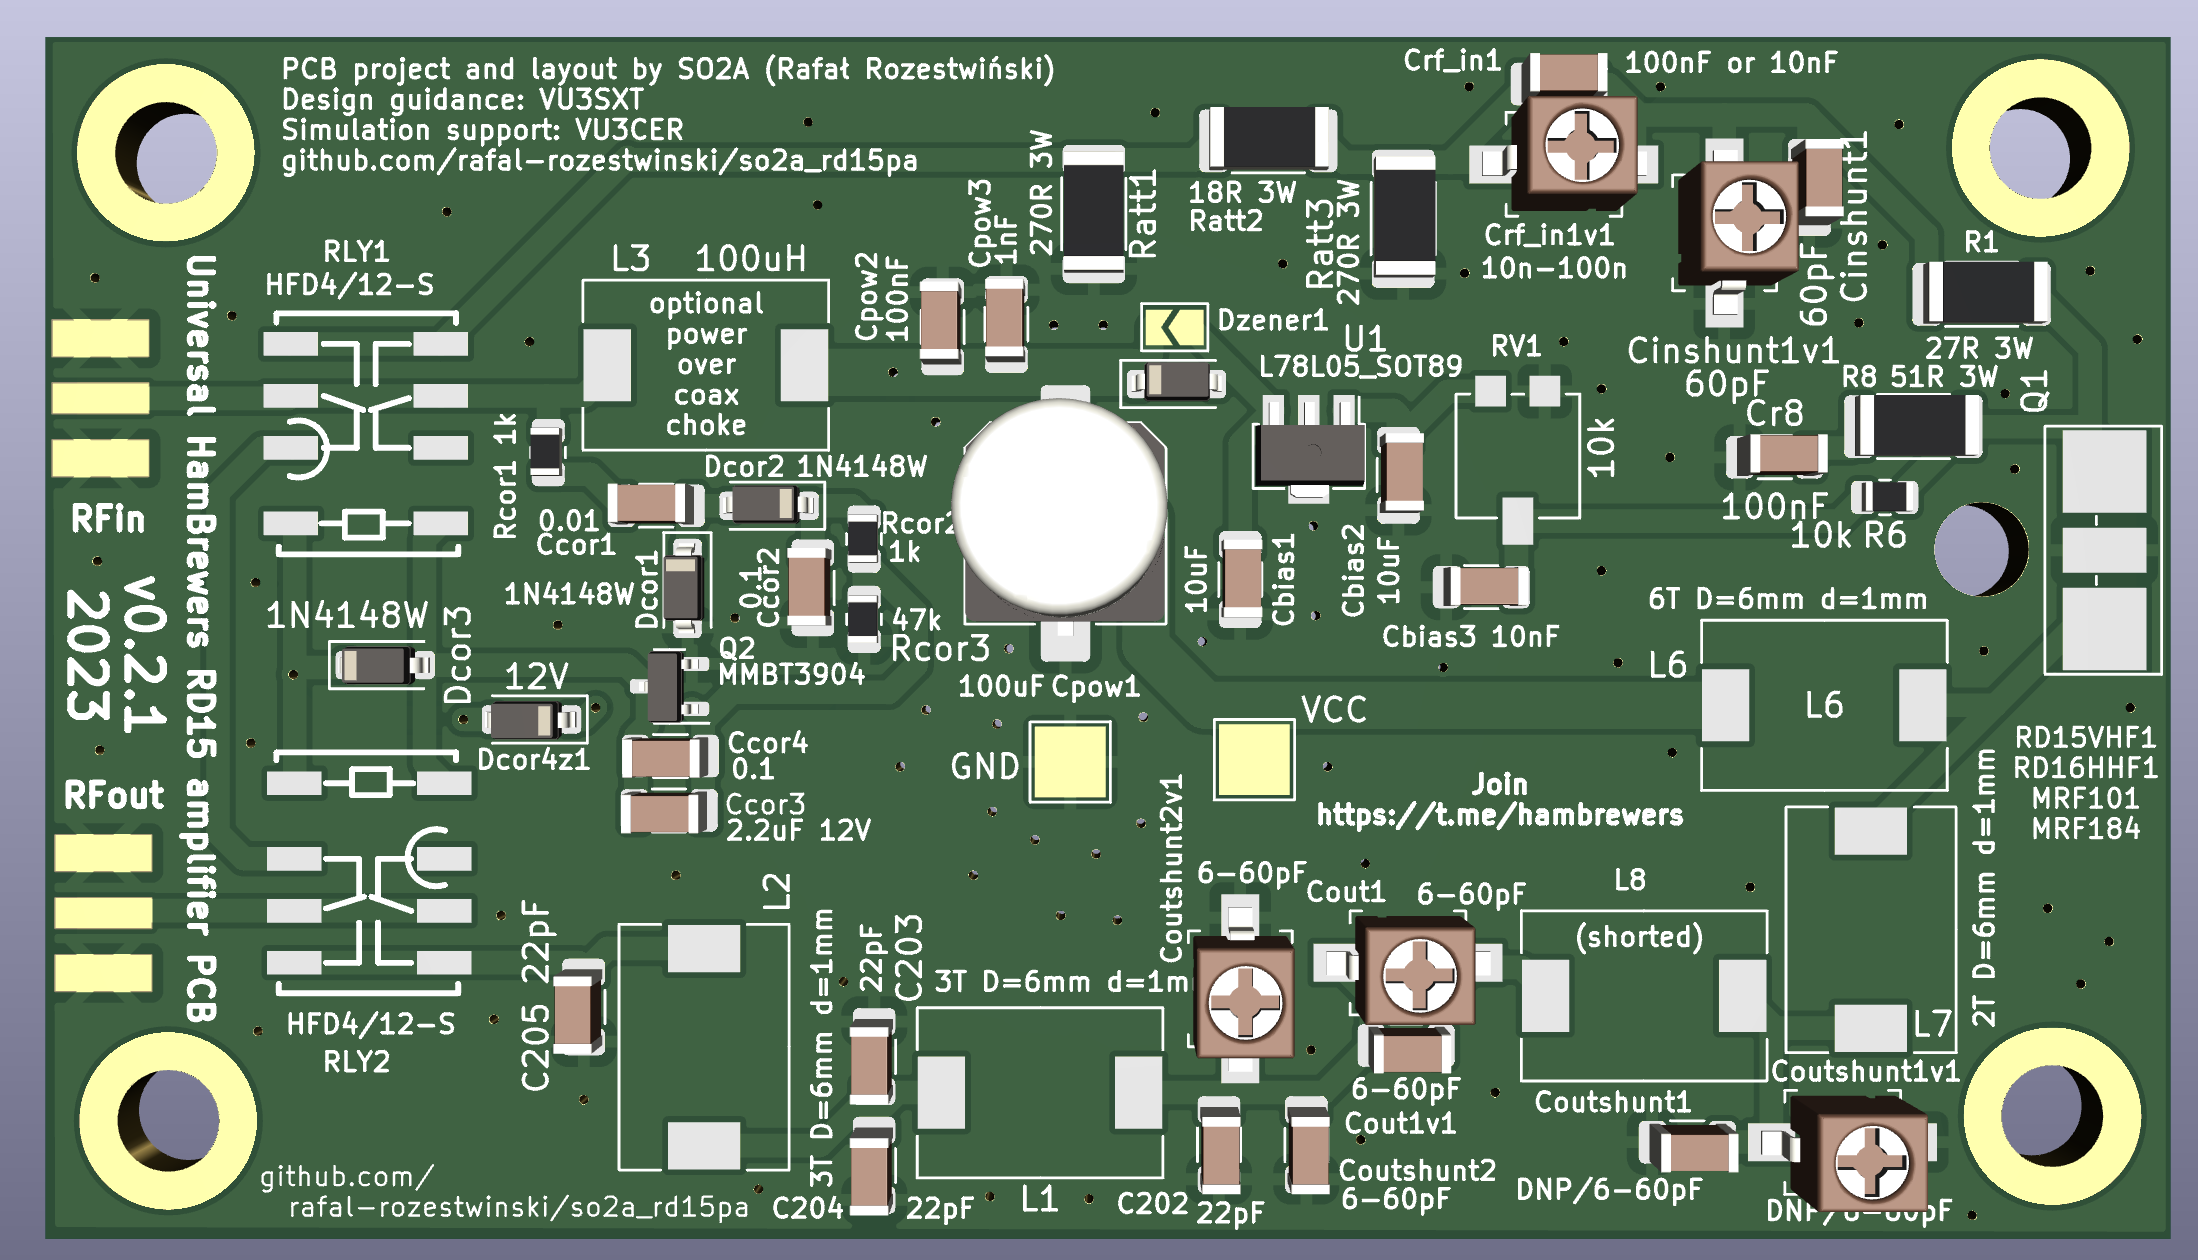 PCB project and layout by SO2A (Rafał Rozestwiński)
Design guidance: VU3SXT
Simulation support: VU3CER
github.com/rafal-rozestwinski/so2a_rd15pa
Crf_in1
100nF or 10nF
270R 3W
Ratt1
18R 3W
Ratt2
Ratt3
270R 3W
Crf_in1v1
10n-100n
Cinshunt1
60pF
Cinshunt1v1
60pF
R1
27R 3W
RLY1
HFD4/12-S
L3 100uH
optional
power
over
coax
choke
Cpow2
100nF
Cpow3
1nF
Dzener1
U1
L78L05_SOT89
RV1
10k
R8 51R 3W
Q1
Cr8
100nF
10k R6
Universal HamBrewers RD15 amplifier PCB
v0.2.1
2023
RFin
RFout
Rcor1 1k
Dcor2 1N4148W
0.01
Ccor1
Dcor1
1N4148W
0.1
Ccor2
Rcor2
1k
47k
Rcor3
10uF
Cbias1
Cbias2
10uF
Cbias3 10nF
6T D=6mm d=1mm
L6
L6
1N4148W
Dcor3
12V
Dcor4z1
Q2
MMBT3904
100uF Cpow1
GND
VCC
Ccor4
0.1
Ccor3
2.2uF 12V
Join
https://t.me/hambrewers
RD15VHF1
RD16HHF1
MRF101
MRF184
2T D=6mm d=1mm
L7
HFD4/12-S
RLY2
C205 22pF
L2
3T D=6mm d=1mm
22pF
C203
3T D=6mm d=1m
Coutshunt2v1
6-60pF
Cout1
6-60pF
6-60pF
Cout1v1
L8
(shorted)
Coutshunt1
DNP/6-60pF
Coutshunt1v1
DNP/6-60pF
Coutshunt2
6-60pF
C202
22pF
L1
C204
22pF
github.com/
rafal-rozestwinski/so2a_rd15pa